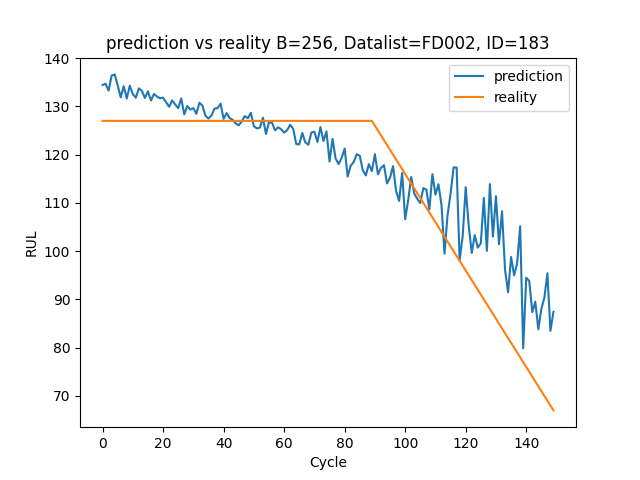 prediction vs reality B=256, Datalist=FD002, ID=183
prediction
reality
RUL
140
130
120
110
100
90
80
70
0 20 40 60 80 100 120 140
Cycle